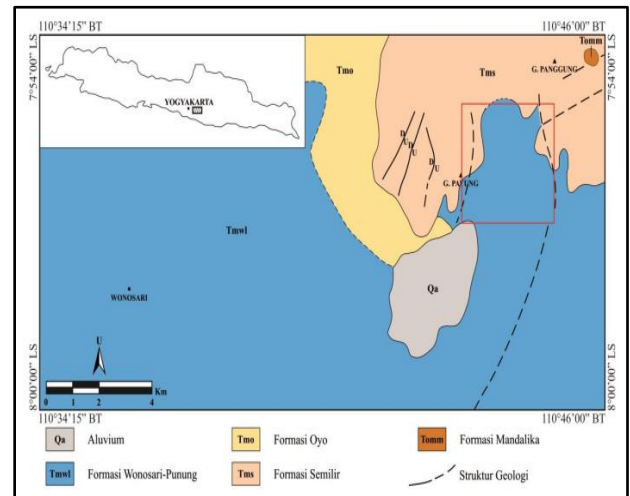 110°34'15" BT
110°46'00" BT
7°54'00" LS
7°54'00" LS
YOGYAKARTA
Tmo
Tms
Tomm
G. PANGGUNG
D
U
D
U
D
U
G. PATUNG
Tmwl
Qa
WONOSARI
U
0 2 4
Km
8°00'00" LS
8°00'00" LS
110°34'15" BT
110°46'00" BT
Qa Aluvium
Tmo Formasi Oyo
Tomm Formasi Mandalika
Tmwl Formasi Wonosari-Punung
Tms Formasi Semilir
Struktur Geologi